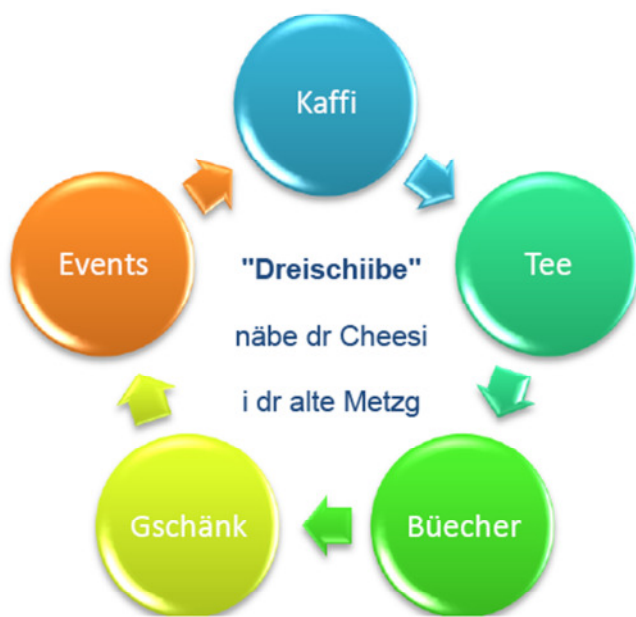 Kaffi
Events
"Dreischiibe"
Tee
näbe dr Cheesi
i dr alte Metzg
Gschänk
Büecher